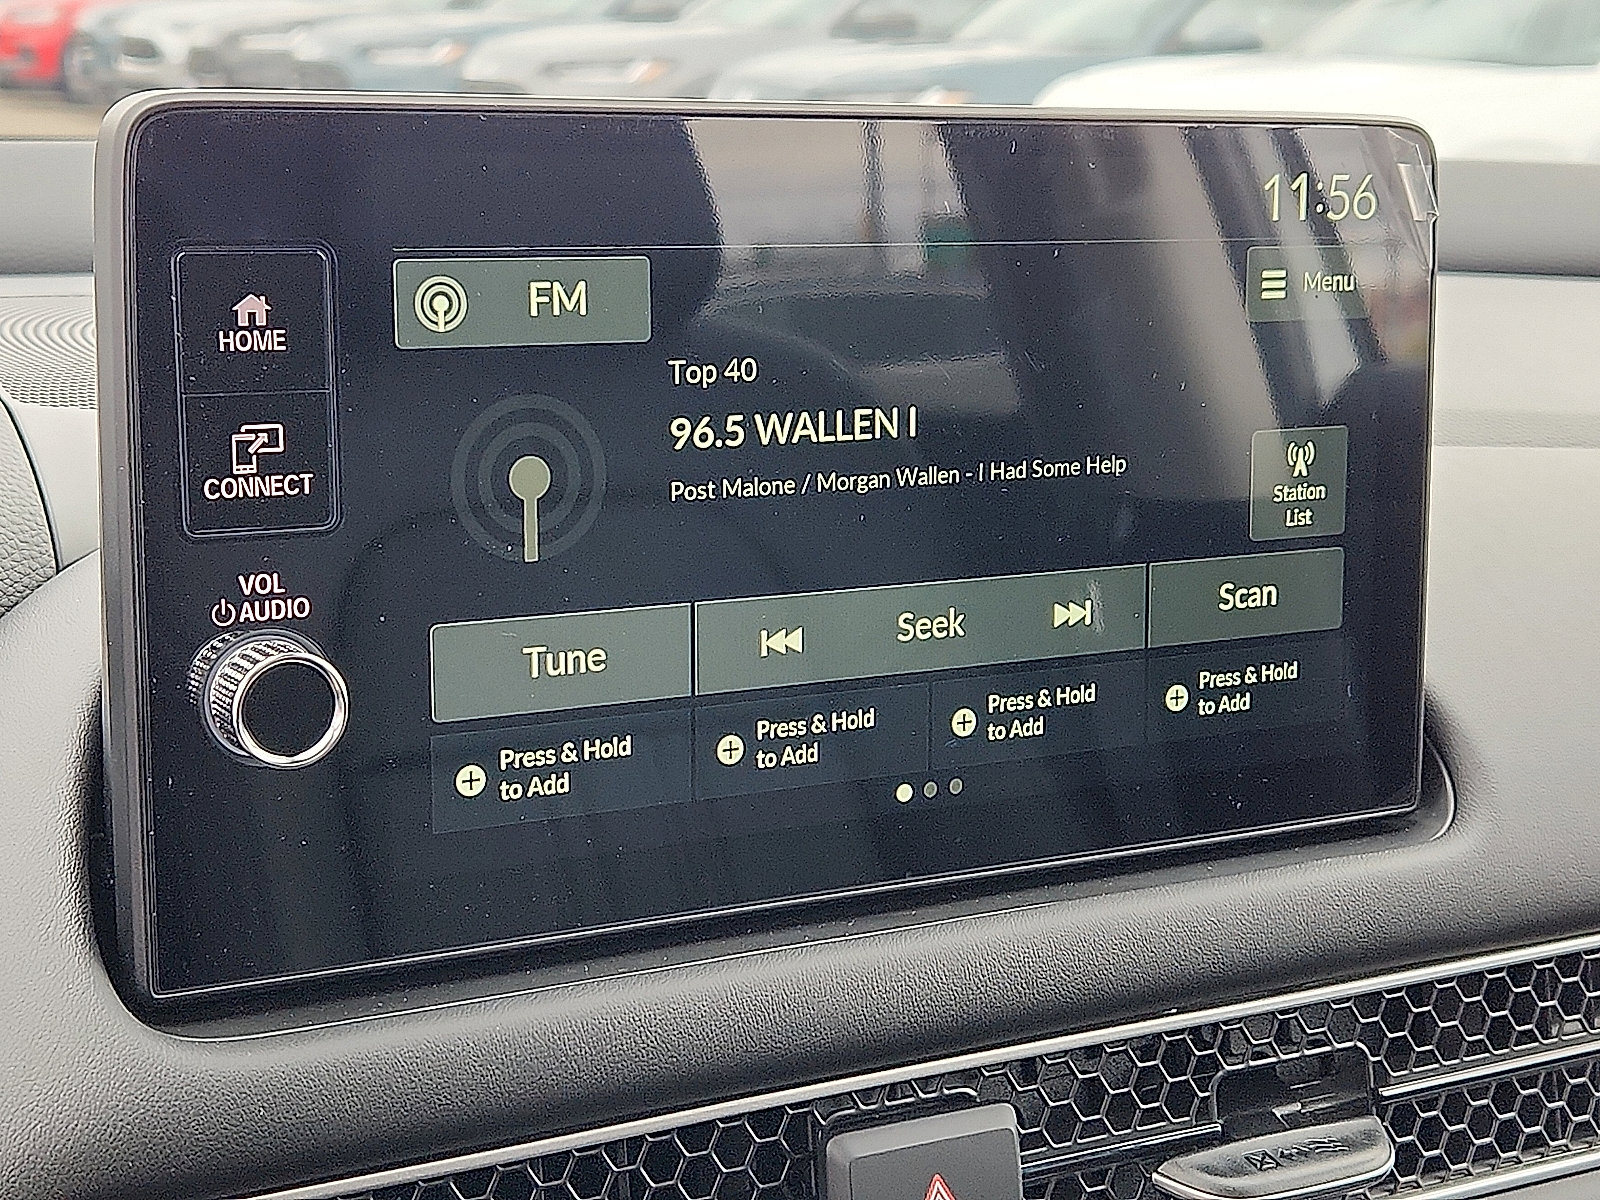 11:56
HOME
FM
Menu
Top 40
96.5 WALLEN I
Post Malone / Morgan Wallen - I Had Some Help
CONNECT
Station
List
VOL
AUDIO
Tune
Seek
Scan
Press & Hold
to Add
Press & Hold
to Add
Press & Hold
to Add
Press & Hold
to Add